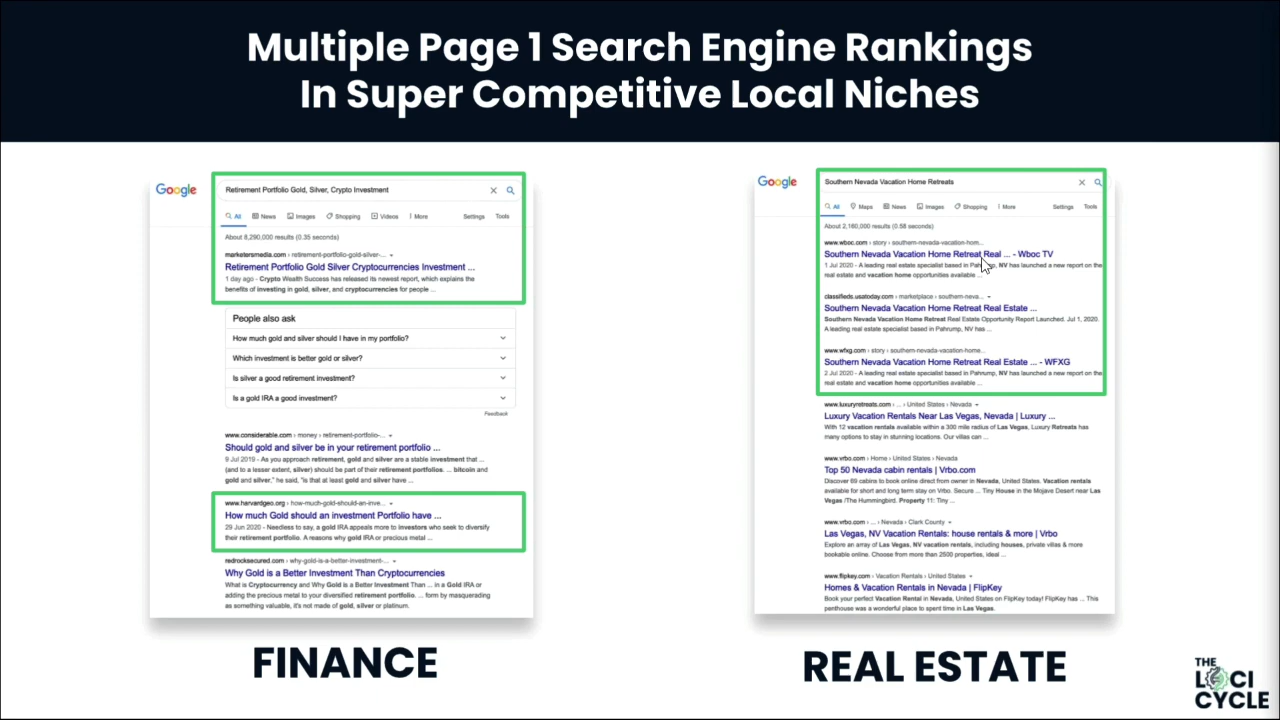 Multiple Page 1 Search Engine Rankings
In Super Competitive Local Niches
Google
Retirement Portfolio Gold, Silver, Crypto Investment
All News Images Shopping Videos More Settings Tools
About 8,290,000 results (0.35 seconds)
marketersmedia.com › retirement-portfolio-gold-silver-...
Retirement Portfolio Gold Silver Cryptocurrencies Investment ...
1 day ago - Crypto Wealth Success has released its newest report, which explains the
benefits of investing in gold, silver, and cryptocurrencies for people ...
People also ask
How much gold and silver should I have in my portfolio?
Which investment is better gold or silver?
Is silver a good retirement investment?
Is a gold IRA a good investment?
Feedback
www.considerable.com › money › retirement-portfolio-...
Should gold and silver be in your retirement portfolio ...
9 Jul 2019 - As you approach retirement, gold and silver are a stable investment that ...
(and to a lesser extent, silver) should be part of their retirement portfolios. ... bitcoin and
gold and silver," he said, "is that at least gold and silver have ...
www.harvardgeo.org › how-much-gold-should-an-inve...
How much Gold should an investment Portfolio have ...
29 Jun 2020 - Needless to say, a gold IRA appeals more to investors who seek to diversify
their retirement portfolio. A reasons why gold IRA or precious metal ...
redrocksecured.com › why-gold-is-a-better-investment-...
Why Gold is a Better Investment Than Cryptocurrencies
What is Cryptocurrency and Why Gold is a Better Investment Than ... in a Gold IRA or
adding the precious metal to your diversified retirement portfolio. ... form by masquerading
as something valuable, it's not made of gold, silver or platinum.
FINANCE
Google
Southern Nevada Vacation Home Retreats
All Maps News Images Shopping More Settings Tools
About 2,160,000 results (0.58 seconds)
www.wboc.com › story › southern-nevada-vacation-hom...
Southern Nevada Vacation Home Retreat Real ... - Wboc TV
1 Jul 2020 - A leading real estate specialist based in Pahrump, NV has launched a new report on the
real estate and vacation home opportunities available ...
classifieds.usatoday.com › marketplace › southern-neva...
Southern Nevada Vacation Home Retreat Real Estate ...
Southern Nevada Vacation Home Retreat Real Estate Opportunity Report Launched. Jul 1, 2020.
A leading real estate specialist based in Pahrump, NV has ...
www.wfxg.com › story › southern-nevada-vacation-home...
Southern Nevada Vacation Home Retreat Real Estate ... - WFXG
2 Jul 2020 - A leading real estate specialist based in Pahrump, NV has launched a new report on the
real estate and vacation home opportunities available ...
www.luxuryretreats.com › ... › United States › Nevada
Luxury Vacation Rentals Near Las Vegas, Nevada | Luxury ...
With 12 vacation rentals available within a 300 mile radius of Las Vegas, Luxury Retreats has
many options to stay in stunning locations. Our villas can ...
www.vrbo.com › Home › United States › Nevada
Top 50 Nevada cabin rentals | Vrbo.com
Discover 69 cabins to book online direct from owner in Nevada, United States. Vacation rentals
available for short and long term stay on Vrbo. Secure ... Tiny House in the Mojave Desert near Las
Vegas /The Hummingbird. Property 11: Tiny ...
www.vrbo.com › ... › Nevada › Clark County
Las Vegas, NV Vacation Rentals: house rentals & more | Vrbo
Explore an array of Las Vegas, NV vacation rentals, including houses, private villas & more
bookable online. Choose from more than 2500 properties, ideal ...
www.flipkey.com › Vacation Rentals › United States
Homes & Vacation Rentals in Nevada | FlipKey
Book your perfect Vacation Rental in Nevada, United States on FlipKey today! FlipKey has ... This
penthouse was a wonderful place to spent time in Las Vegas.
REAL ESTATE
THE
LOCI
CYCLE